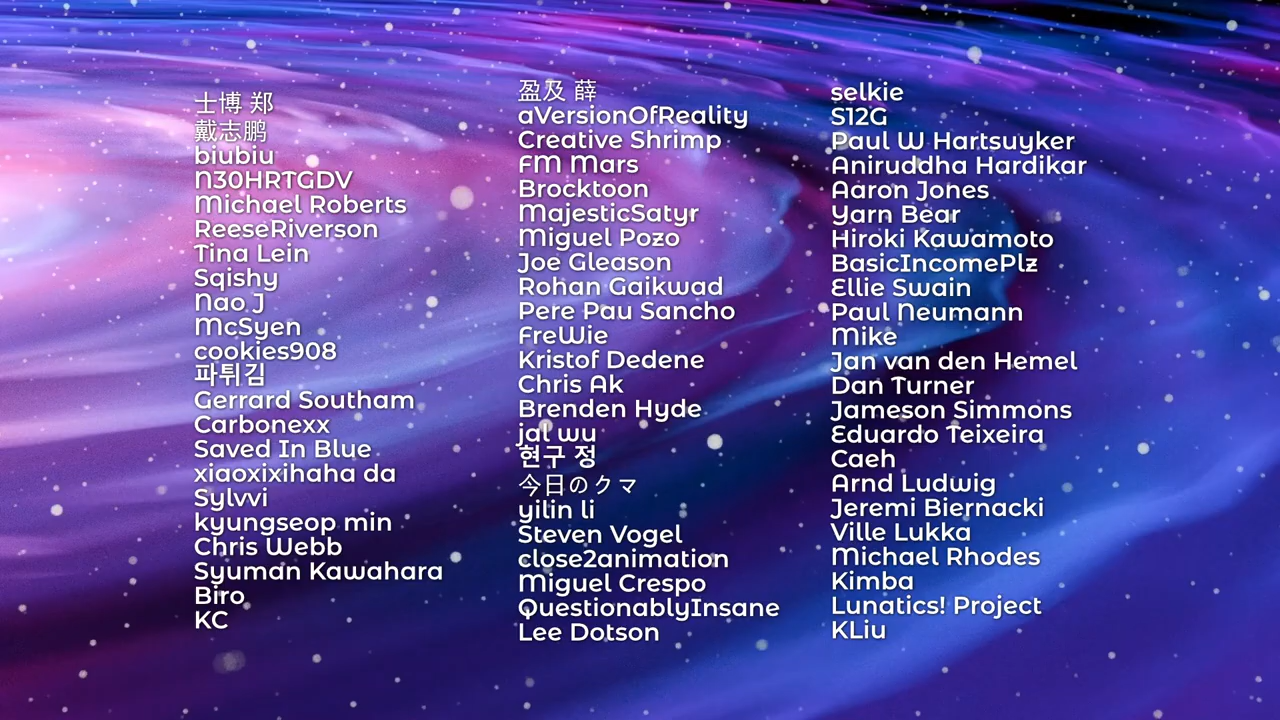 士博 郑
戴志鹏
biubiu
N30HRTGDV
Michael Roberts
ReeseRiverson
Tina Lein
Sqishy
Nao J
McSyen
cookies908
파튀김
Gerrard Southam
Carbonexx
Saved In Blue
xiaoxixihaha da
Sylvvi
kyungseop min
Chris Webb
Syuman Kawahara
Biro
KC
盈及 薛
aVersionOfReality
Creative Shrimp
FM Mars
Brocktoon
MajesticSatyr
Miguel Pozo
Joe Gleason
Rohan Gaikwad
Pere Pau Sancho
FreWie
Kristof Dedene
Chris Ak
Brenden Hyde
jal wu
현구 정
今日のクマ
yilin li
Steven Vogel
close2animation
Miguel Crespo
QuestionablyInsane
Lee Dotson
selkie
S12G
Paul W Hartsuyker
Aniruddha Hardikar
Aaron Jones
Yarn Bear
Hiroki Kawamoto
BasicIncomePlz
Ellie Swain
Paul Neumann
Mike
Jan van den Hemel
Dan Turner
Jameson Simmons
Eduardo Teixeira
Caeh
Arnd Ludwig
Jeremi Biernacki
Ville Lukka
Michael Rhodes
Kimba
Lunatics! Project
KLiu